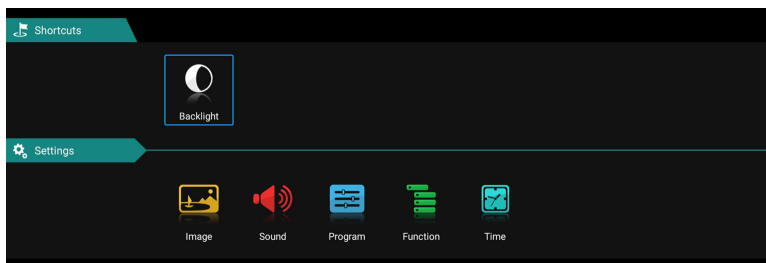 Shortcuts
Backlight
Settings
Image Sound Program Function Time